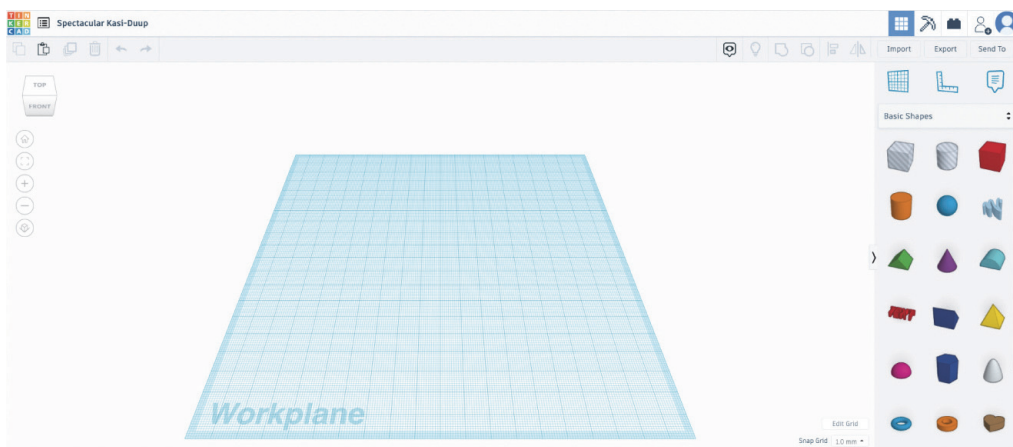 TIN
KER
CAD
Spectacular Kasi-Duup
Import Export Send To
TOP
FRONT
Basic Shapes
TEXT
Workplane
Edit Grid
Snap Grid 1.0 mm